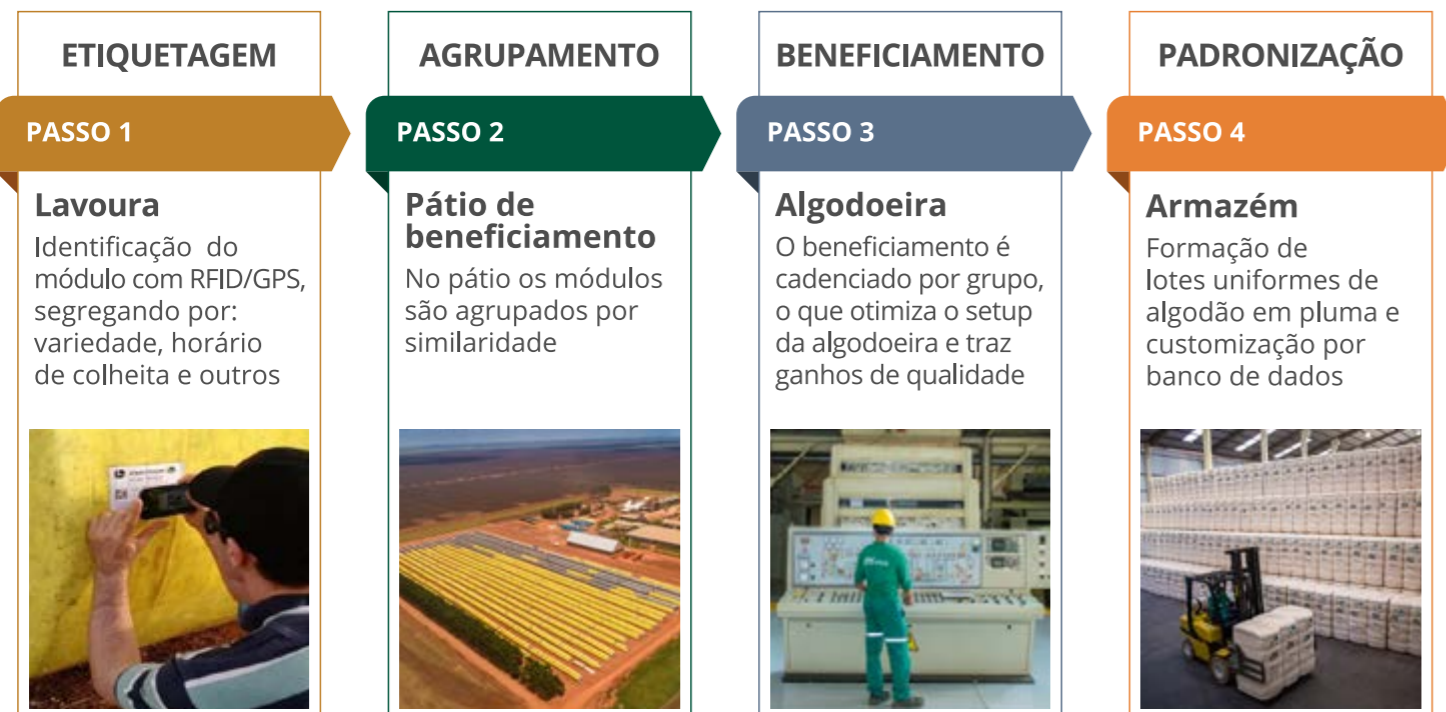 ETIQUETAGEM
PASSO 1
Lavoura
Identificação do
módulo com RFID/GPS,
segregando por:
variedade, horário
de colheita e outros
AGRUPAMENTO
PASSO 2
Pátio de
beneficiamento
No pátio os módulos
são agrupados por
similaridade
BENEFICIAMENTO
PASSO 3
Algodoeira
O beneficiamento é
cadenciado por grupo,
o que otimiza o setup
da algodoeira e traz
ganhos de qualidade
PADRONIZAÇÃO
PASSO 4
Armazém
Formação de
lotes uniformes de
algodão em pluma e
customização por
banco de dados